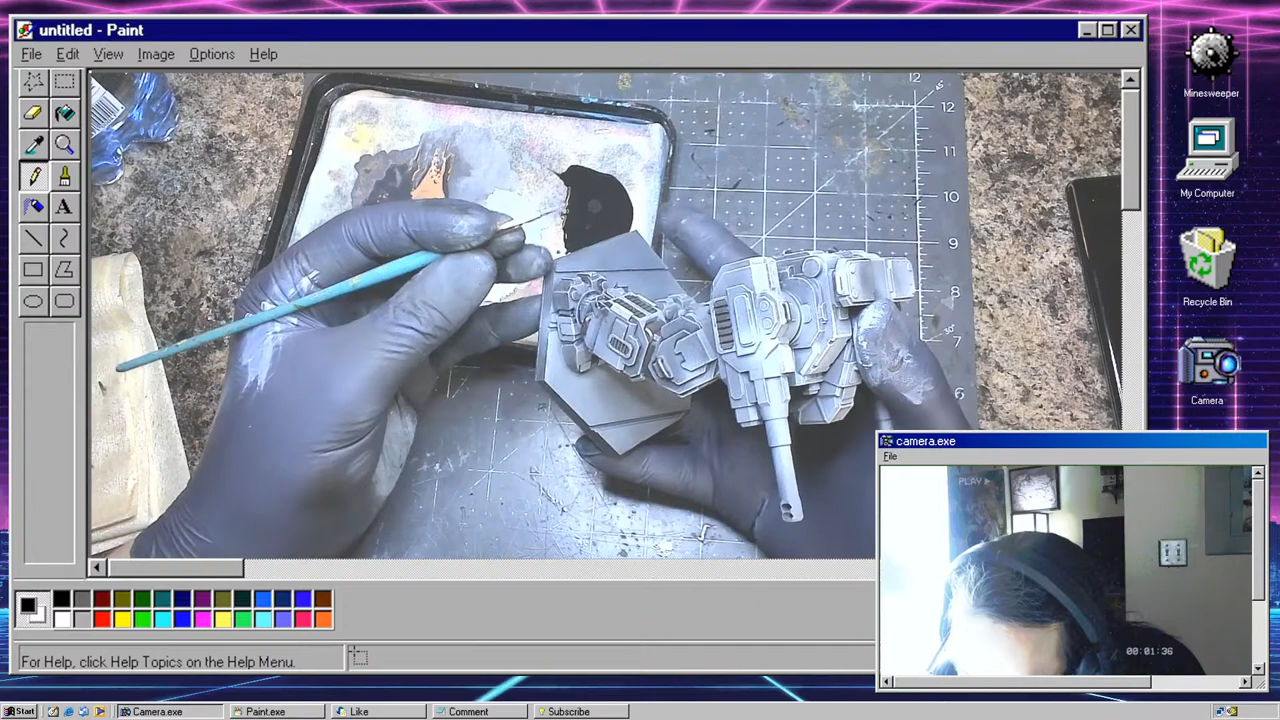 untitled - Paint
File Edit View Image Options Help
12
11
10
9
8
7
6
Minesweeper
My Computer
Recycle Bin
Camera
camera.exe
File
PLAY
00:01:36
For Help, click Help Topics on the Help Menu.
Start Camera.exe Paint.exe Like Comment Subscribe